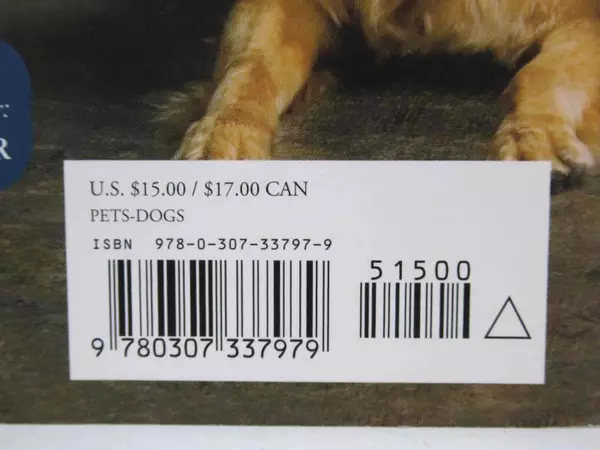 R
U.S. $15.00 / $17.00 CAN
PETS-DOGS
ISBN 978-0-307-33797-9
51500
9 780307 337979